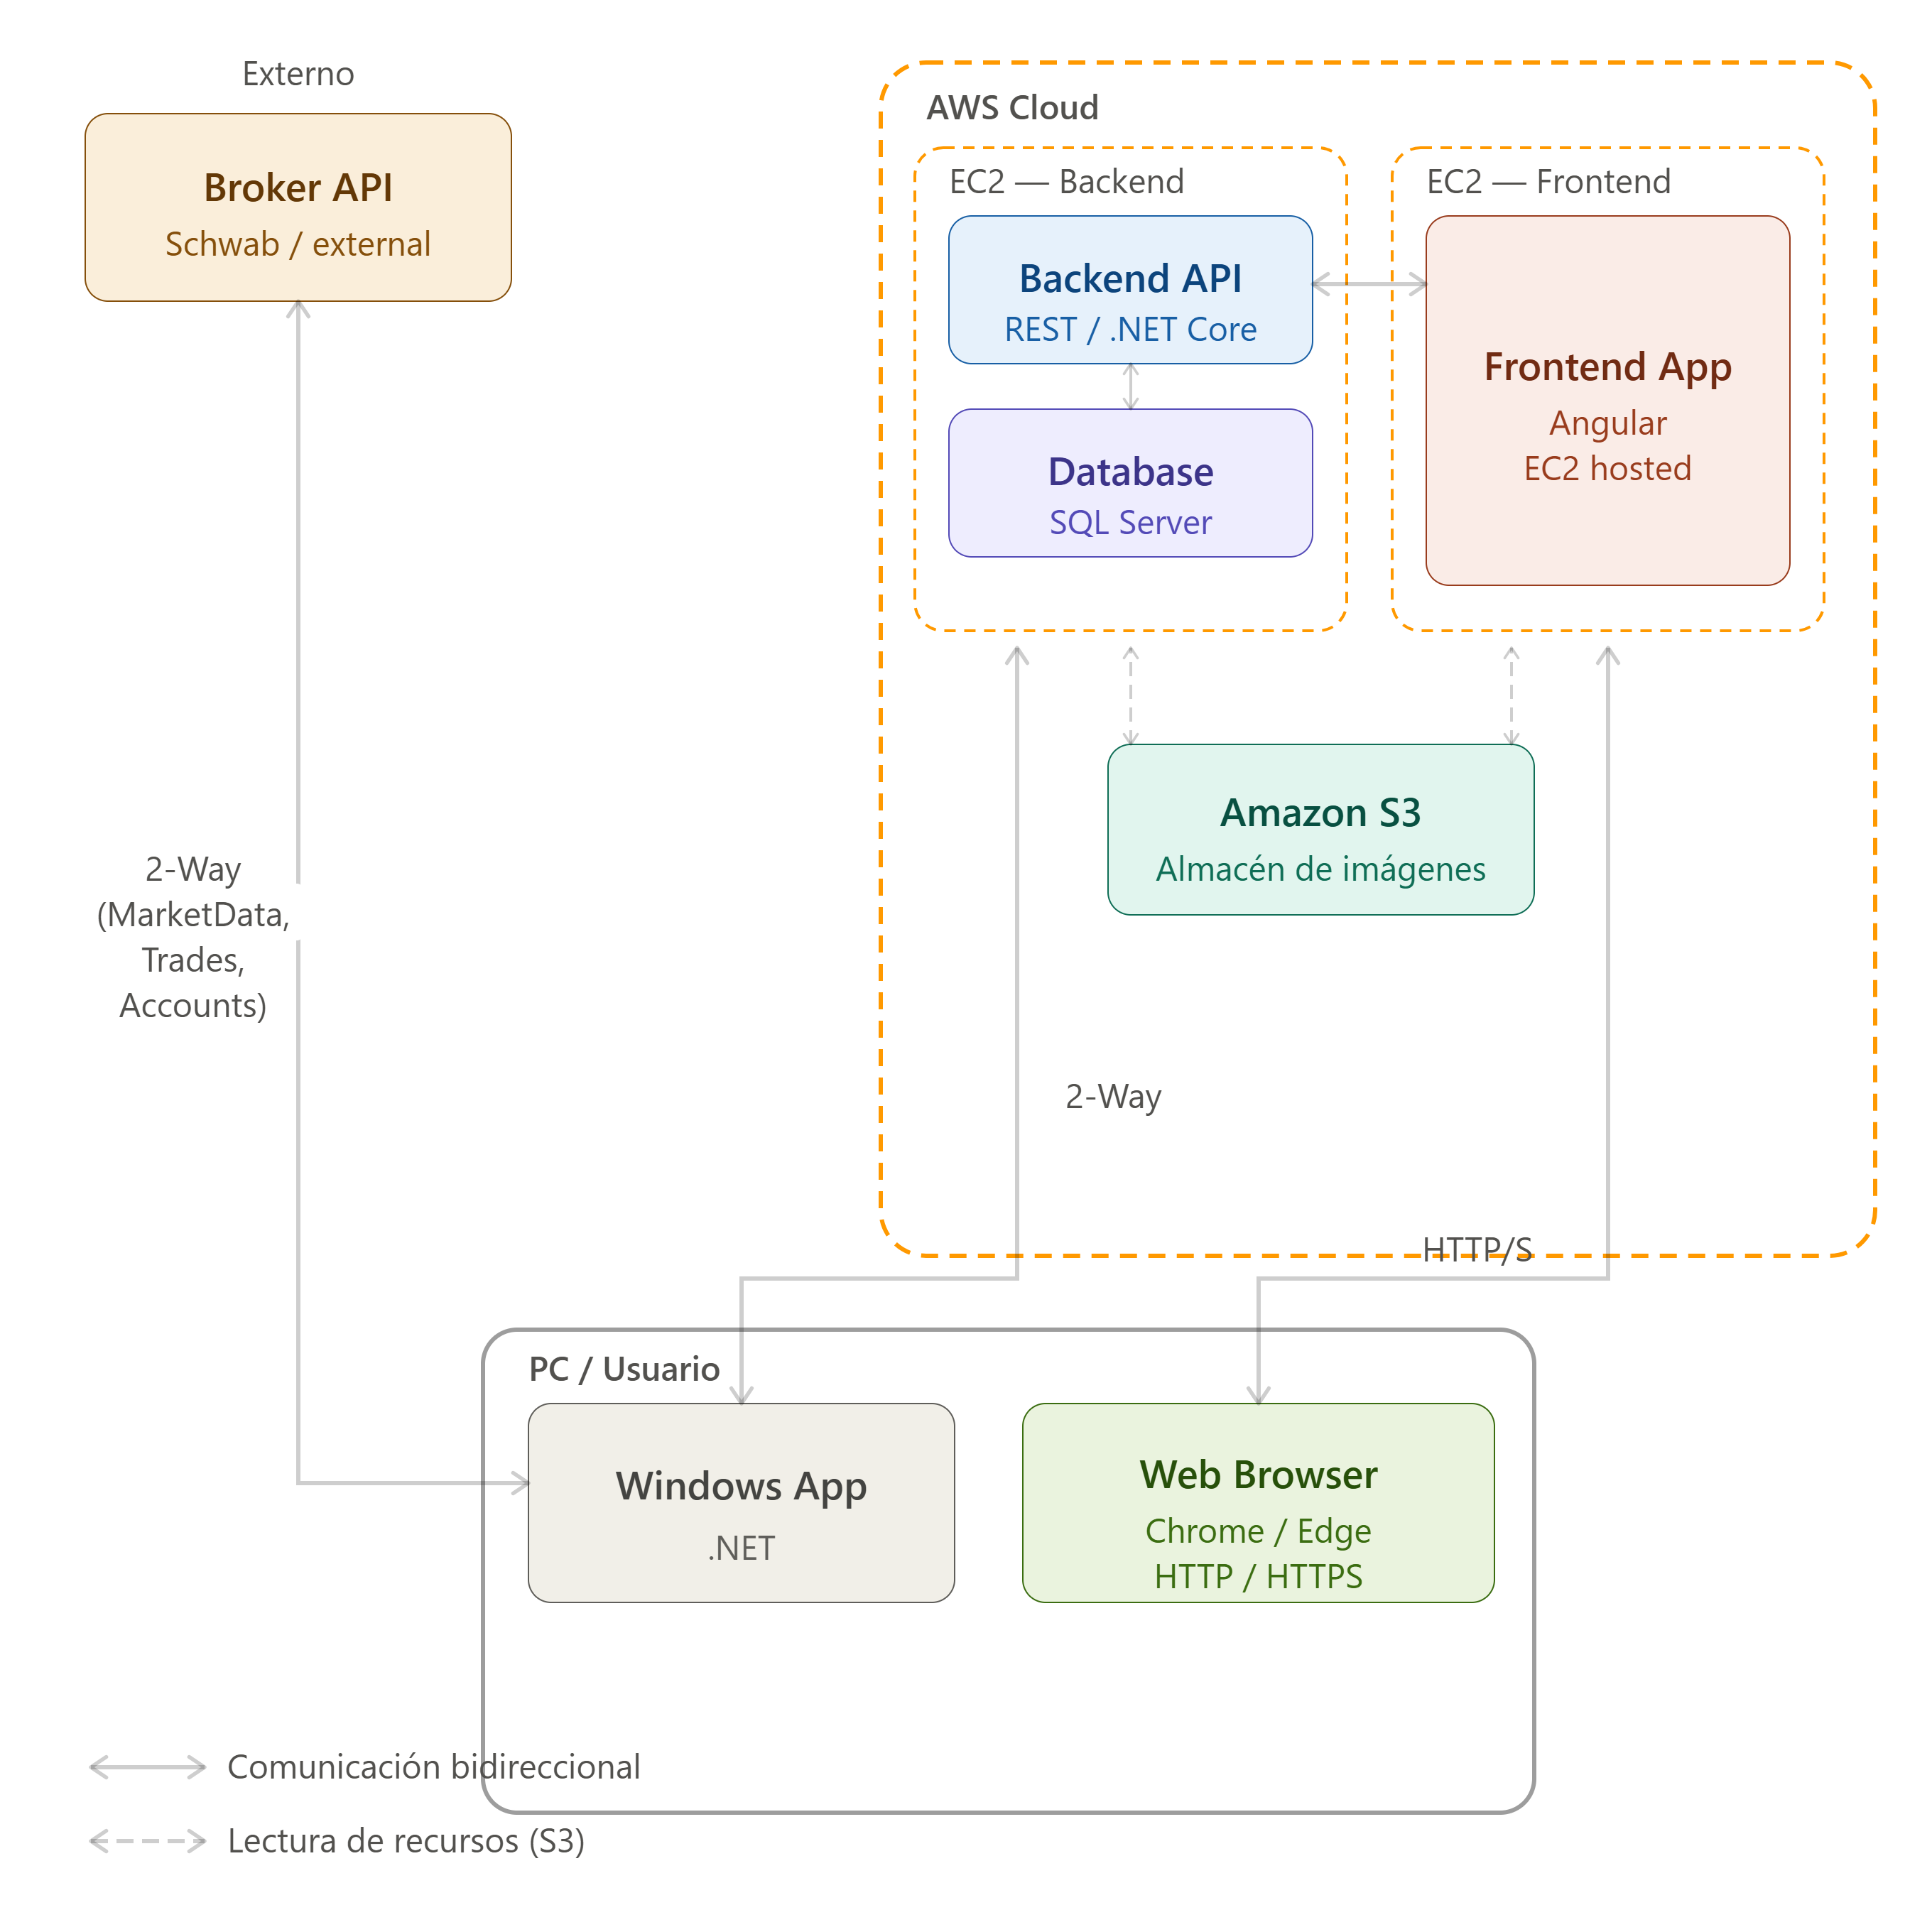 Externo
Broker API
Schwab / external
AWS Cloud
EC2 — Backend
Backend API
REST / .NET Core
Database
SQL Server
EC2 — Frontend
Frontend App
Angular
EC2 hosted
Amazon S3
Almacén de imágenes
2-Way
(MarketData,
Trades,
Accounts)
2-Way
HTTP/S
PC / Usuario
Windows App
.NET
Web Browser
Chrome / Edge
HTTP / HTTPS
Comunicación bidireccional
Lectura de recursos (S3)